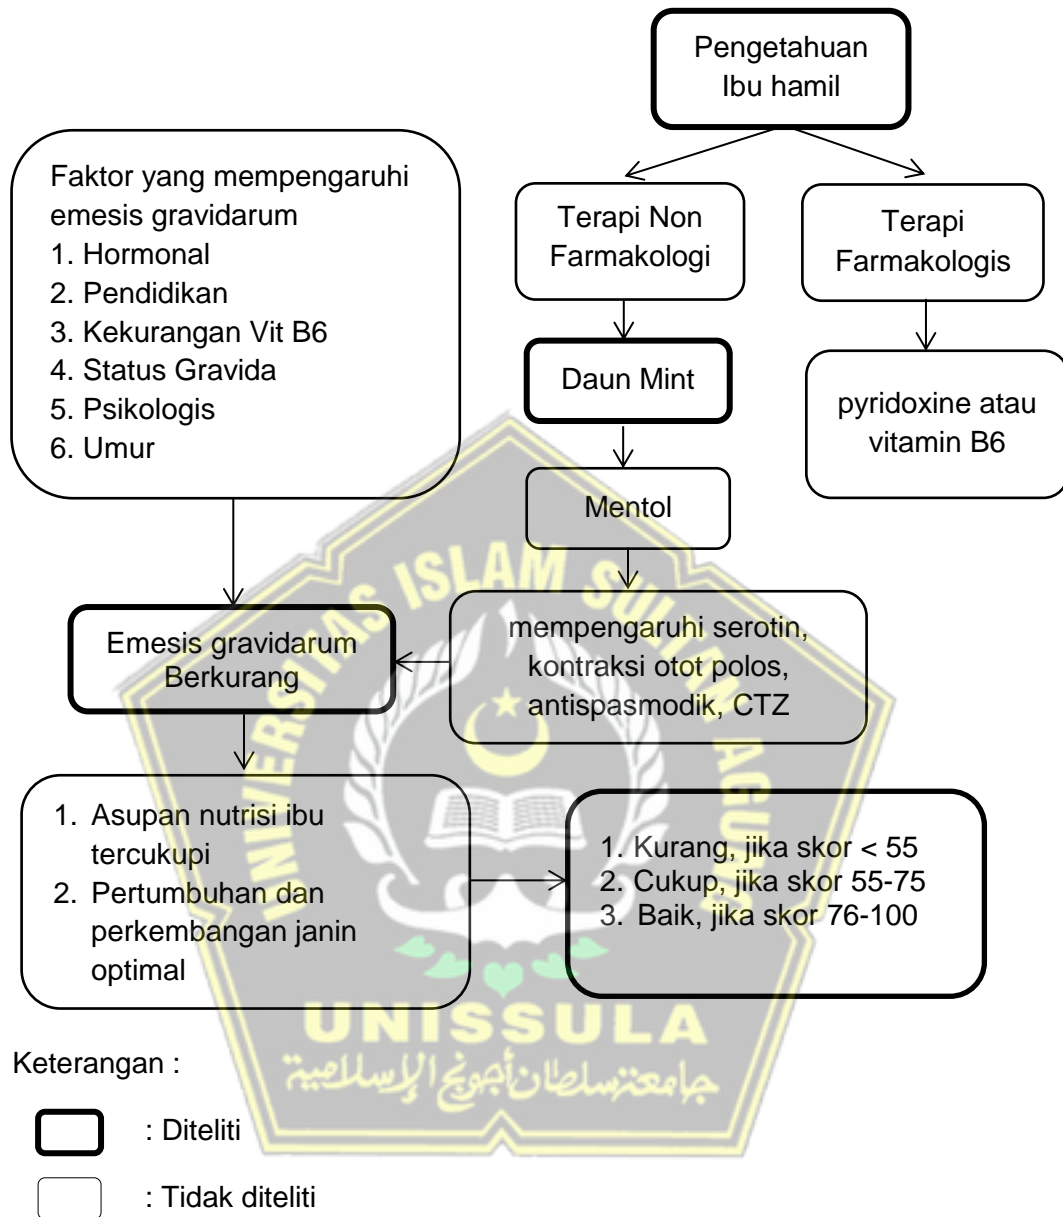 Pengetahuan
Ibu hamil
Faktor yang mempengaruhi
emesis gravidarum
1. Hormonal
2. Pendidikan
3. Kekurangan Vit B6
4. Status Gravida
5. Psikologis
6. Umur
Terapi Non
Farmakologi
Terapi
Farmakologis
Daun Mint
pyridoxine atau
vitamin B6
Mentol
mempengaruhi serotin,
kontraksi otot polos,
antispasmodik, CTZ
Emesis gravidarum
Berkurang
1. Asupan nutrisi ibu
tercukupi
2. Pertumbuhan dan
perkembangan janin
optimal
1. Kurang, jika skor < 55
2. Cukup, jika skor 55-75
3. Baik, jika skor 76-100
UNIVERSITAS ISLAM SULTAN AGUNG
UNISSULA
جامعتنسلطان أجونج الإسلامية
Keterangan :
: Diteliti
: Tidak diteliti